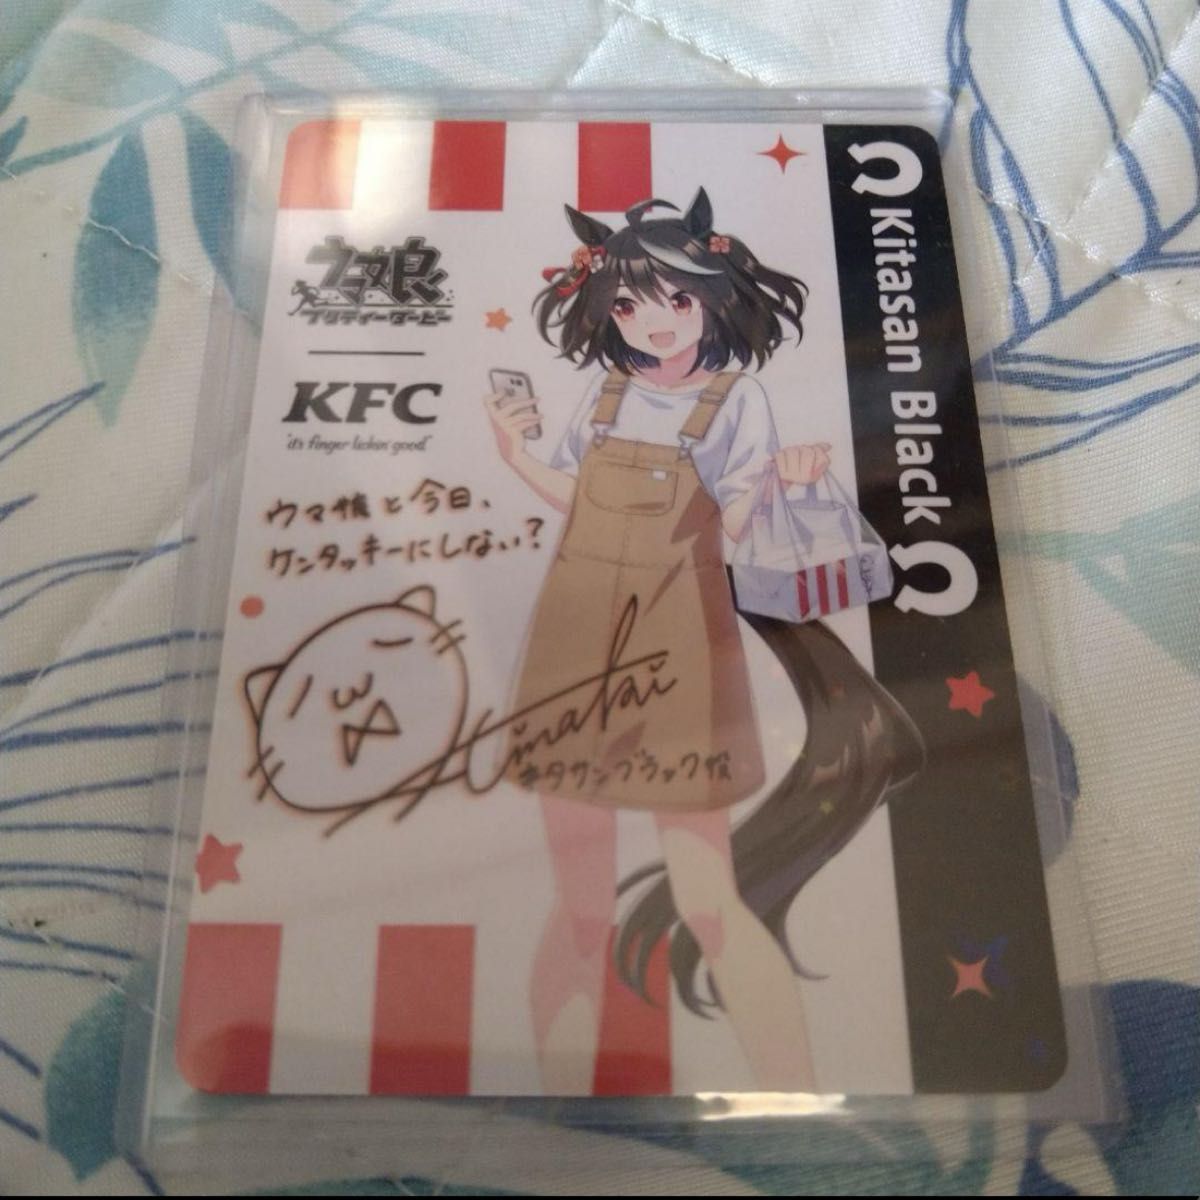 ウマ娘
プリティーダービー
KFC
"it's finger lickin' good"
ウマ娘と今日、
ケンタッキーにしない?
キタサンブラック役
Kitasan Black